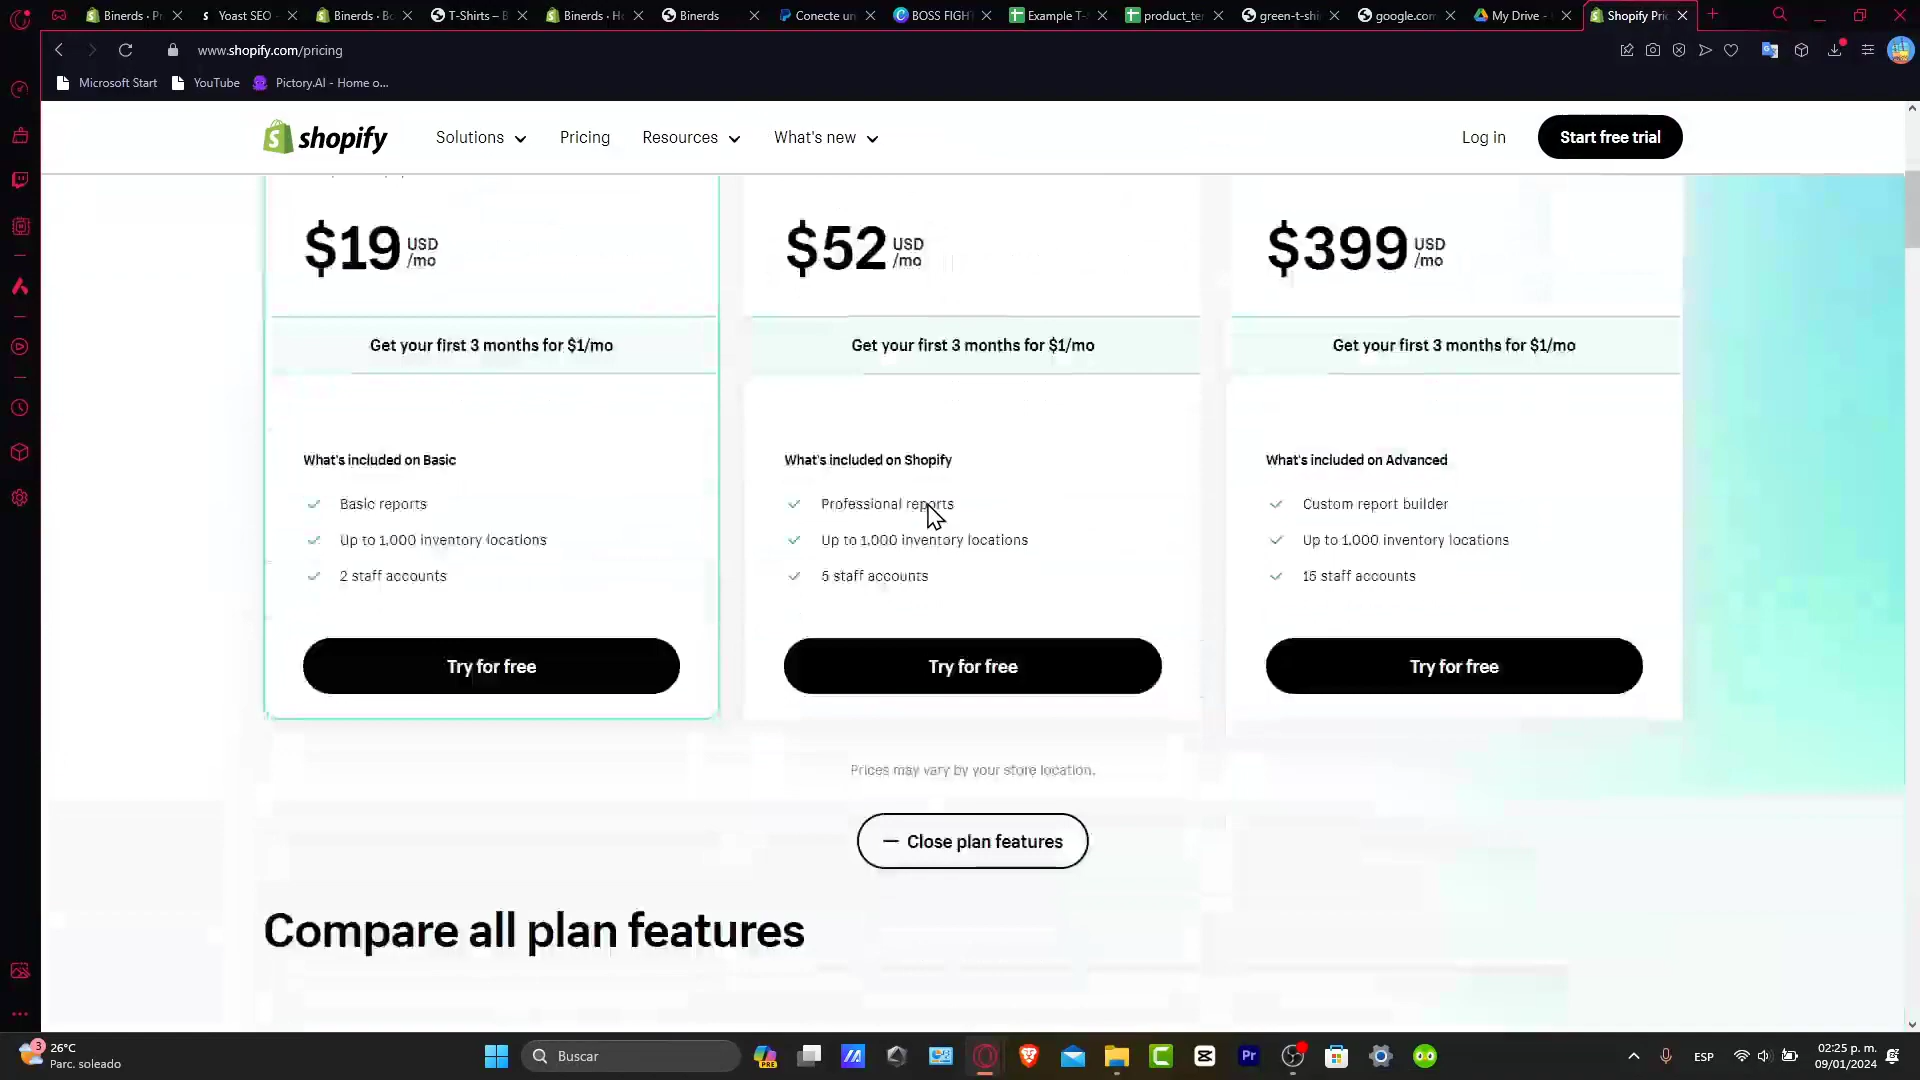 Binerds · P
Yoast SEO -
Binerds · B
T-Shirts – B
Binerds · H
Binerds
Conecte un
BOSS FIGH
Example T-
product_te
green-t-shi
google.com
My Drive -
Shopify Pri
www.shopify.com/pricing
Microsoft Start
YouTube
Pictory.AI - Home o...
shopify
Solutions
Pricing
Resources
What's new
Log in
Start free trial
$19 USD /mo
$52 USD /mo
$399 USD /mo
Get your first 3 months for $1/mo
Get your first 3 months for $1/mo
Get your first 3 months for $1/mo
What's included on Basic
Basic reports
Up to 1,000 inventory locations
2 staff accounts
Try for free
What's included on Shopify
Professional reports
Up to 1,000 inventory locations
5 staff accounts
Try for free
What's included on Advanced
Custom report builder
Up to 1,000 inventory locations
15 staff accounts
Try for free
Prices may vary by your store location.
Close plan features
Compare all plan features
3
26°C
Parc. soleado
Buscar
PRE
Pr
ESP
02:25 p. m.
09/01/2024